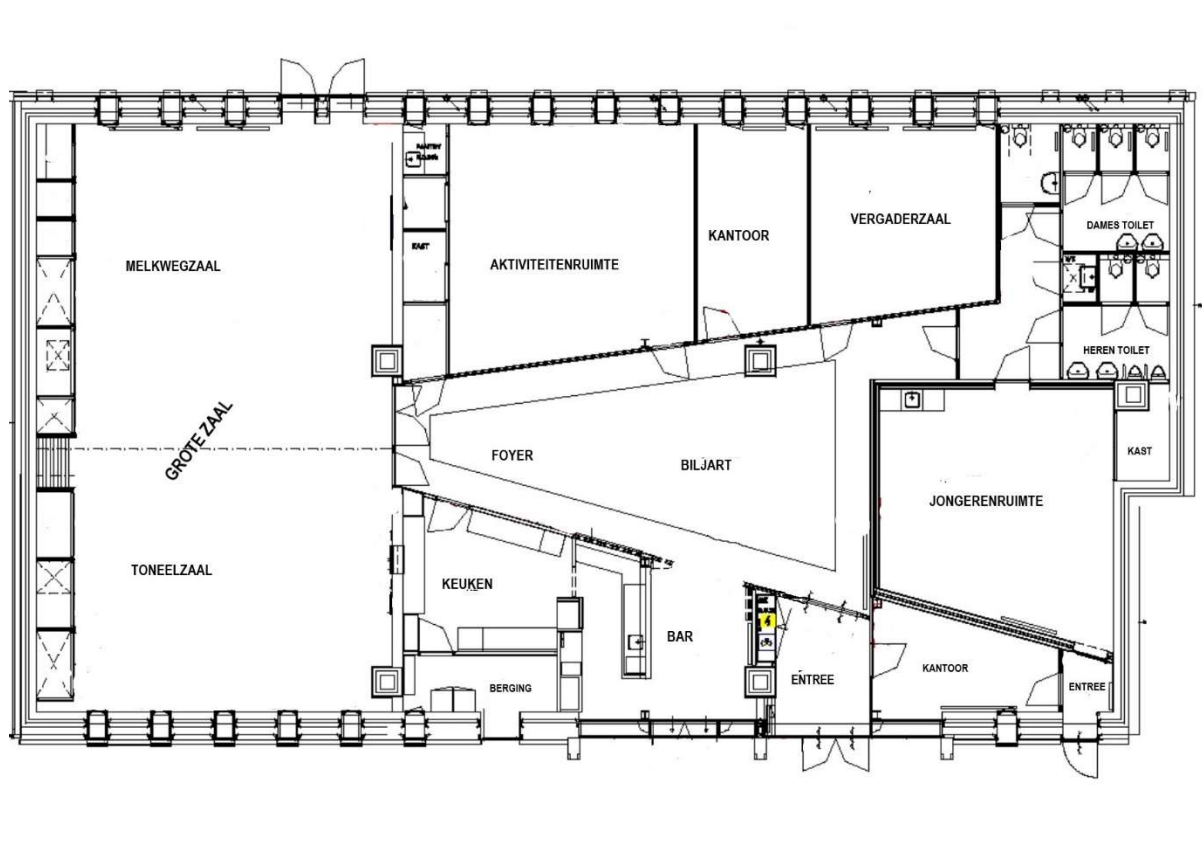 PANTRY
MELKWEGZAAL
KAST
AKTIVITEITENRUIMTE
KANTOOR
VERGADERZAAL
DAMES TOILET
HEREN TOILET
GROTE ZAAL
FOYER
BILJART
KAST
JONGERENRUIMTE
TONEELZAAL
KEUKEN
BAR
BERGING
ENTREE
KANTOOR
ENTREE